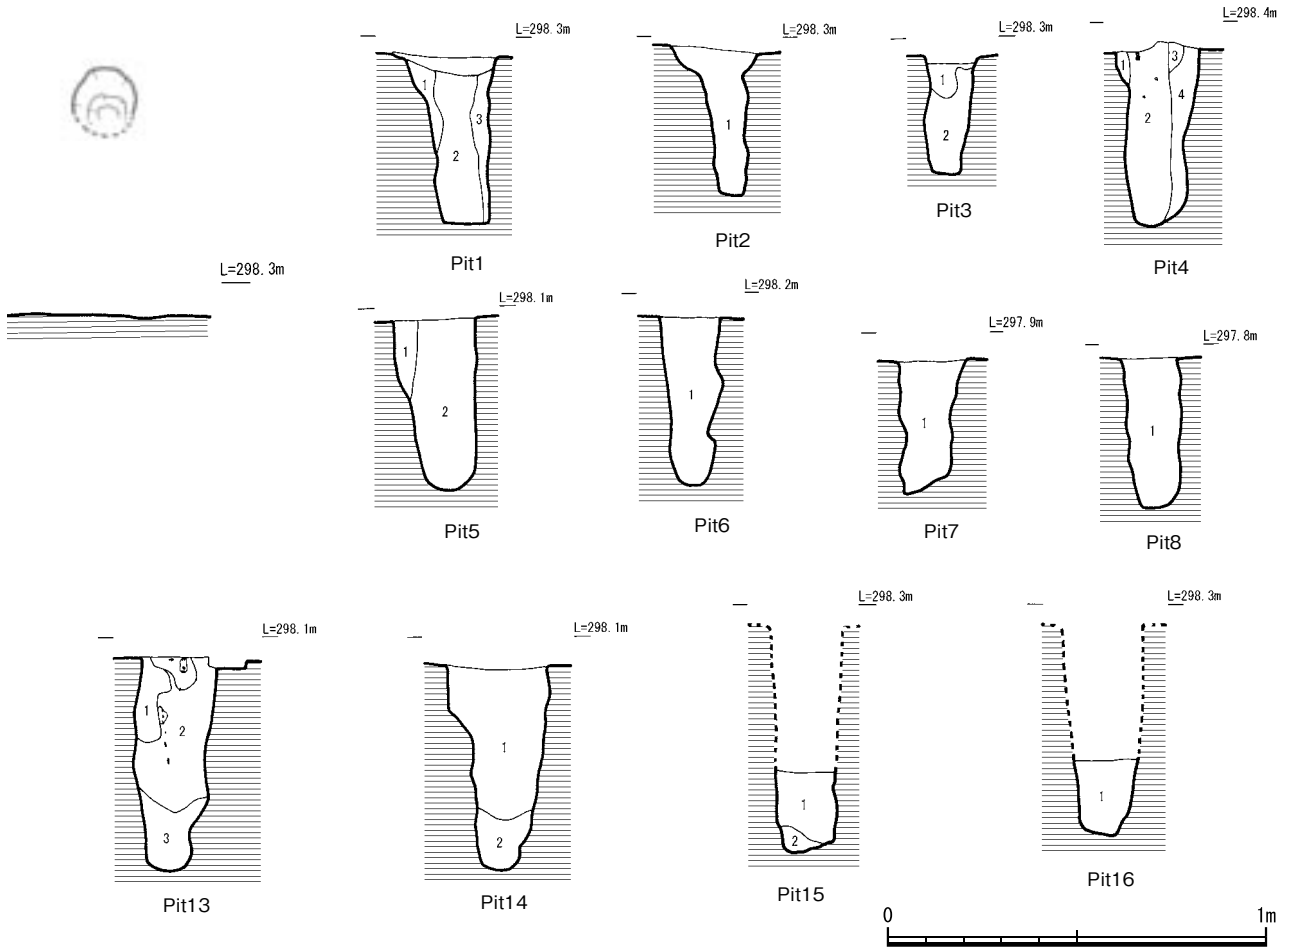 L=298.3m
L=298.3m
L=298.3m
L=298.4m
1
3
2
Pit1
1
Pit2
1
2
Pit3
1
3
4
2
Pit4
L=298.3m
L=298.1m
L=298.2m
L=297.9m
L=297.8m
1
2
Pit5
1
Pit6
1
Pit7
1
Pit8
L=298.1m
L=298.1m
L=298.3m
L=298.3m
1
2
3
Pit13
1
2
Pit14
1
2
Pit15
1
Pit16
0 1m